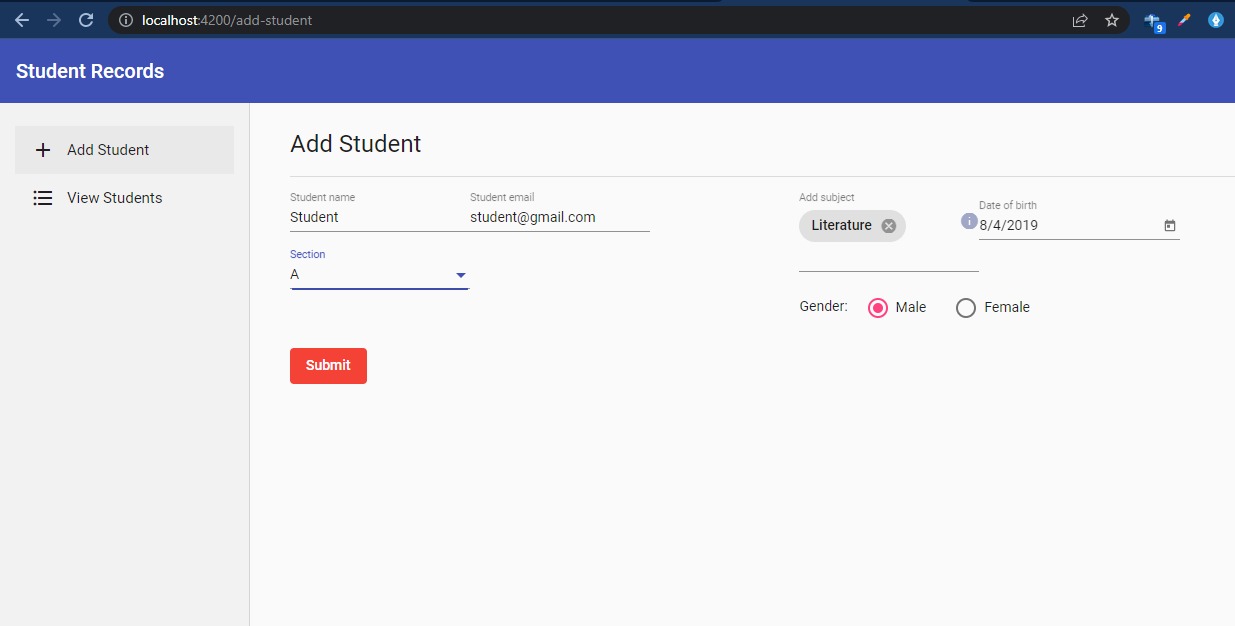 localhost:4200/add-student
9
Student Records
Add Student
View Students
Add Student
Student name
Student
Student email
student@gmail.com
Section
A
Add subject
Literature
i
Date of birth
8/4/2019
Gender: Male Female
Submit